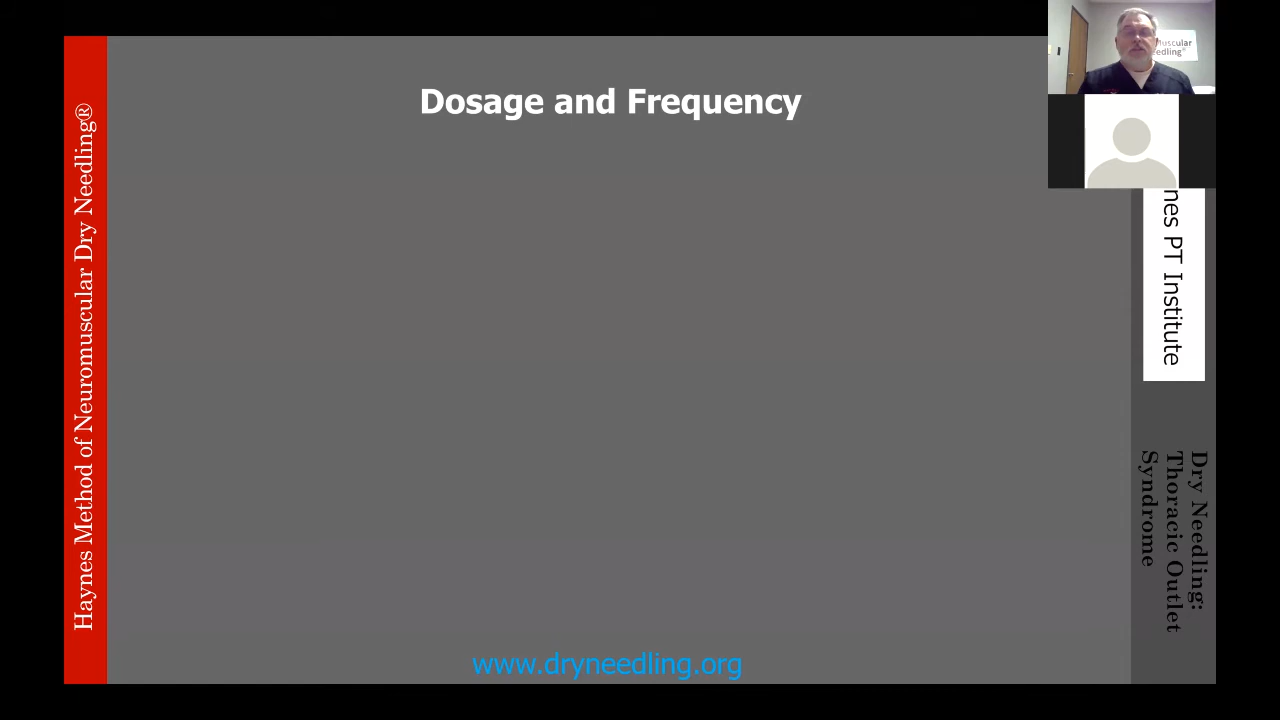 Dosage and Frequency
Haynes Method of Neuromuscular Dry Needling®
nes PT Institute
Dry Needling:
Thoracic Outlet
Syndrome
www.dryneedling.org